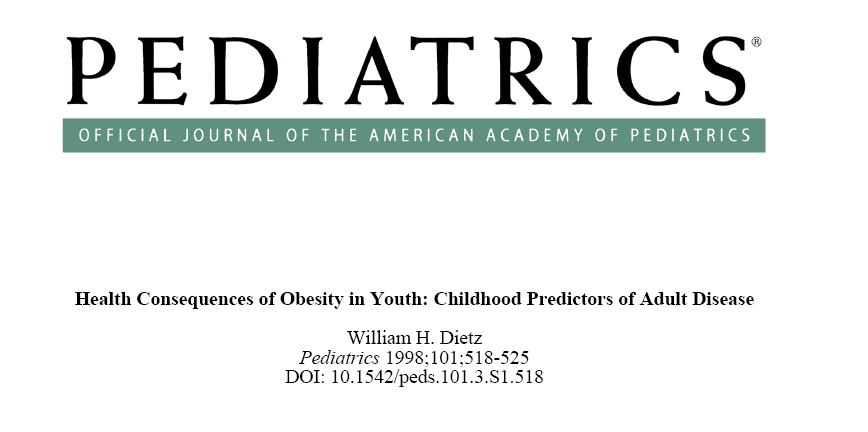 PEDIATRICS®
OFFICIAL JOURNAL OF THE AMERICAN ACADEMY OF PEDIATRICS
Health Consequences of Obesity in Youth: Childhood Predictors of Adult Disease
William H. Dietz
Pediatrics 1998;101;518-525
DOI: 10.1542/peds.101.3.S1.518